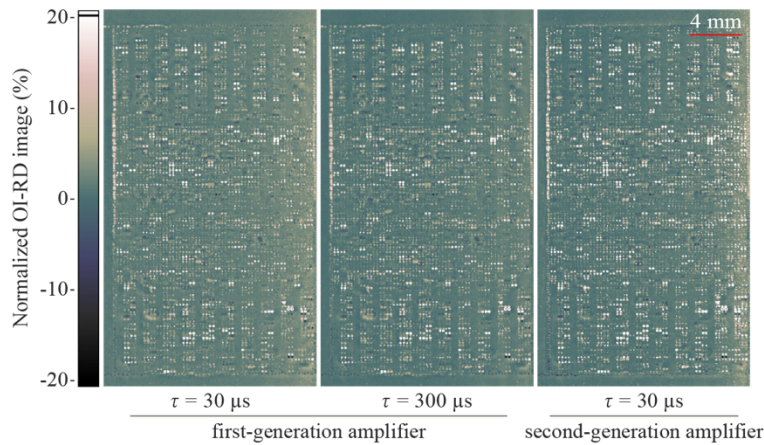 Normalized OI-RD image (%)
20
10
0
-10
-20
4 mm
τ = 30 μs
τ = 300 μs
τ = 30 μs
first-generation amplifier
second-generation amplifier